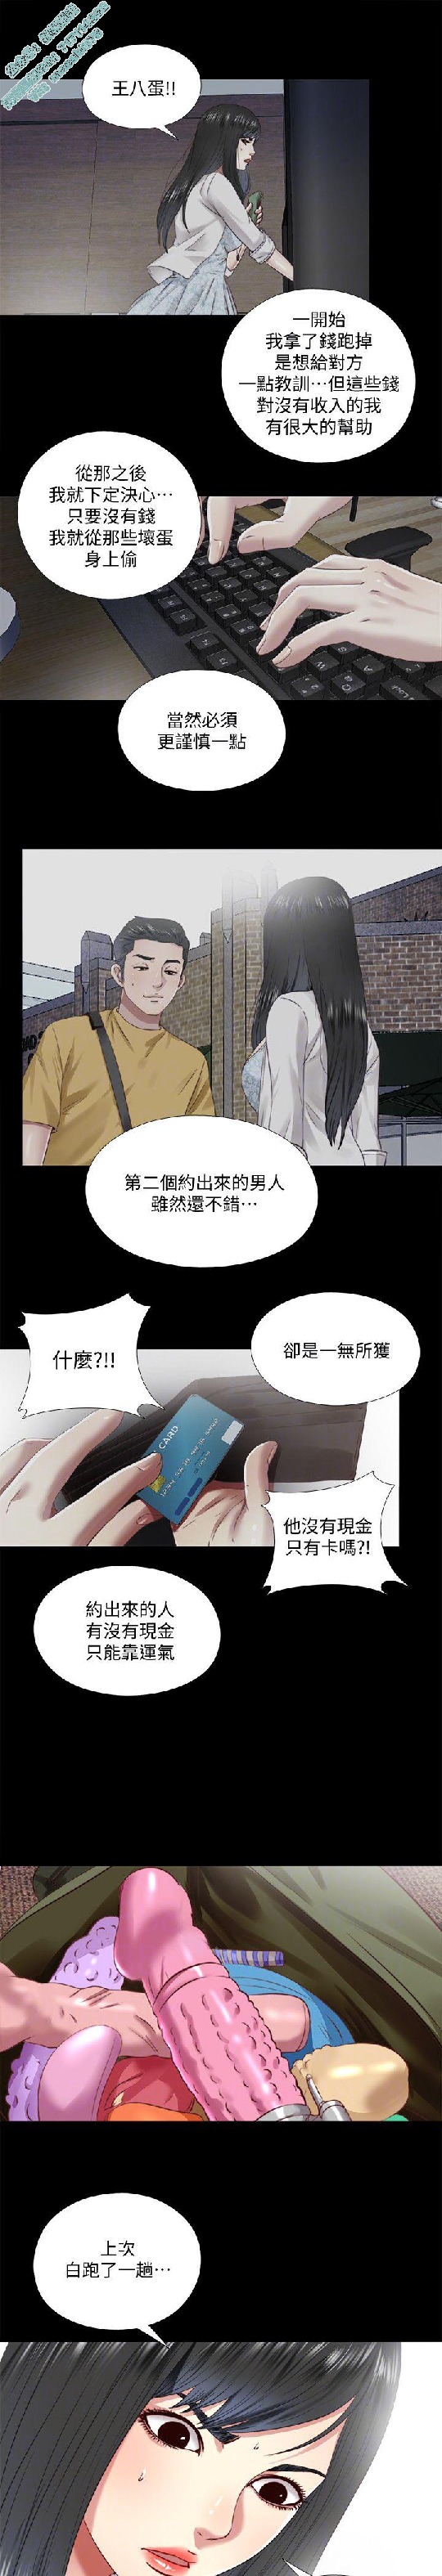 王八蛋!!
一開始
我拿了錢跑掉
是想給對方
一點教訓…但這些錢
對沒有收入的我
有很大的幫助
從那之後
我就下定決心…
只要沒有錢
我就從那些壞蛋
身上偷
當然必須
更謹慎一點
第二個約出來的男人
雖然還不錯…
什麼?!!
卻是一無所獲
CARD
他沒有現金
只有卡嗎?!
約出來的人
有沒有現金
只能靠運氣
上次
白跑了一趟…